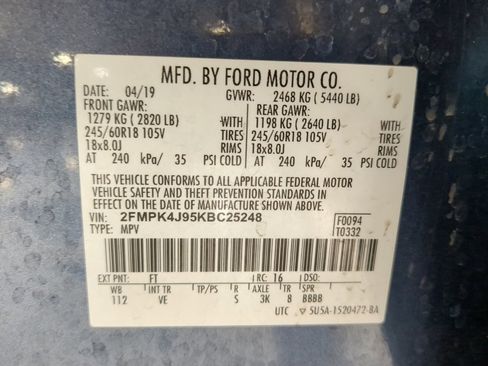 MFD. BY FORD MOTOR CO.
DATE: 04/19 GVWR: 2468 KG ( 5440 LB)
FRONT GAWR: REAR GAWR:
1279 KG ( 2820 LB) WITH 1198 KG ( 2640 LB) WITH
245/60R18 105V TIRES 245/60R18 105V TIRES
18x8.0J RIMS 18x8.0J RIMS
AT 240 kPa/ 35 PSI COLD AT 240 kPa/ 35 PSI COLD
THIS VEHICLE CONFORMS TO ALL APPLICABLE FEDERAL MOTOR
VEHICLE SAFETY AND THEFT PREVENTION STANDARDS IN
EFFECT ON THE DATE OF MANUFACTURE SHOWN ABOVE.
VIN: 2FMPK4J95KBC25248 F0094
TYPE: MPV T0332
EXT PNT: FT RC: 16 DSO:
WB INT TR TP/PS R AXLE TR SPR
112 VE S 3K 8 BBBB
UTC ▽ 5U5A-1520472-BA